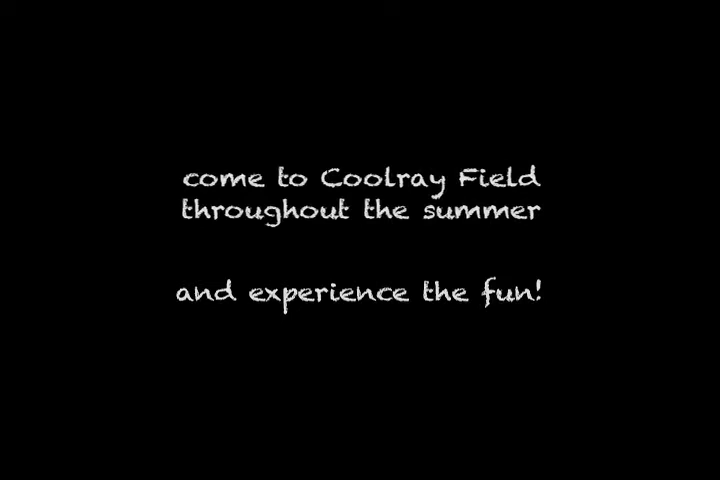 come to Coolray Field
throughout the summer
and experience the fun!